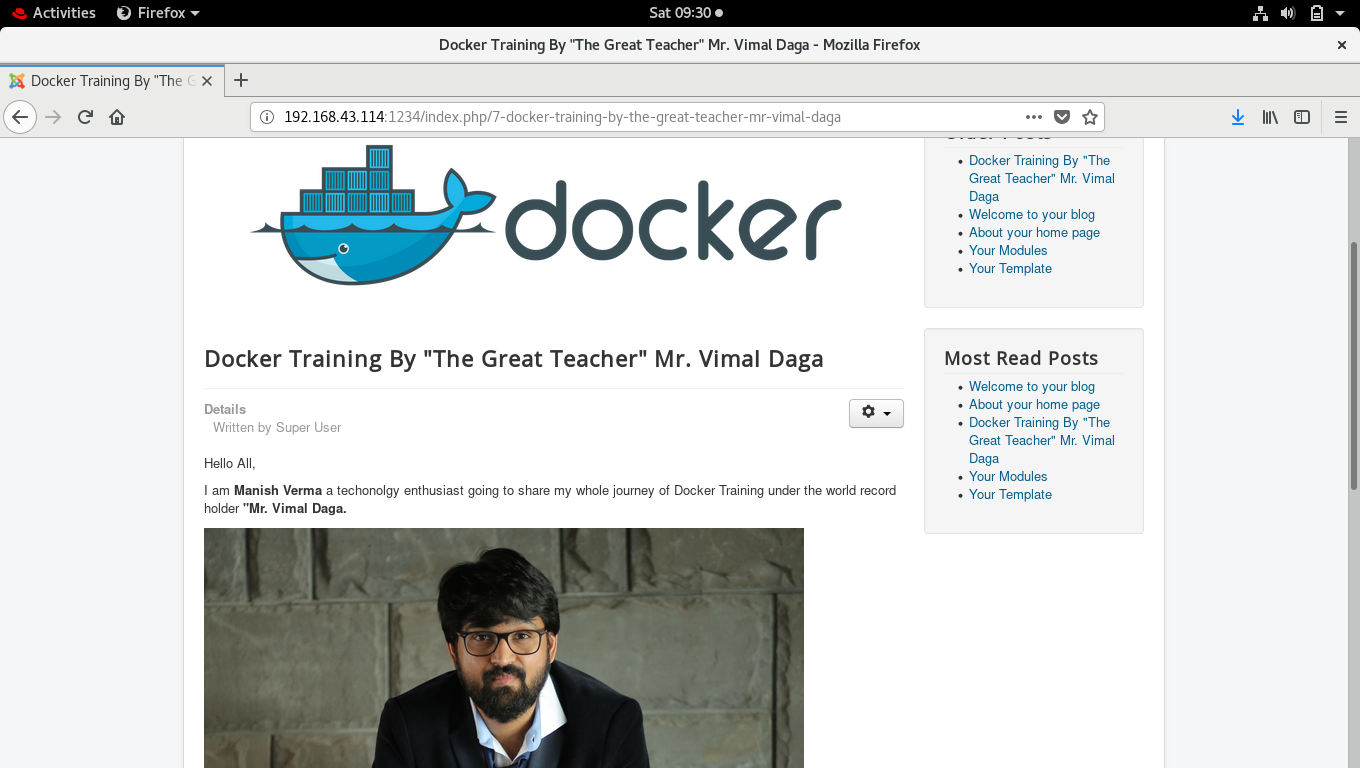 Activities Firefox Sat 09:30
Docker Training By "The Great Teacher" Mr. Vimal Daga - Mozilla Firefox
Docker Training By "The G
192.168.43.114:1234/index.php/7-docker-training-by-the-great-teacher-mr-vimal-daga
docker
Docker Training By "The Great Teacher" Mr. Vimal Daga
Details
Written by Super User
Hello All,
I am Manish Verma a techonolgy enthusiast going to share my whole journey of Docker Training under the world record
holder "Mr. Vimal Daga.
Older Posts
Docker Training By "The
Great Teacher" Mr. Vimal
Daga
Welcome to your blog
About your home page
Your Modules
Your Template
Most Read Posts
Welcome to your blog
About your home page
Docker Training By "The
Great Teacher" Mr. Vimal
Daga
Your Modules
Your Template